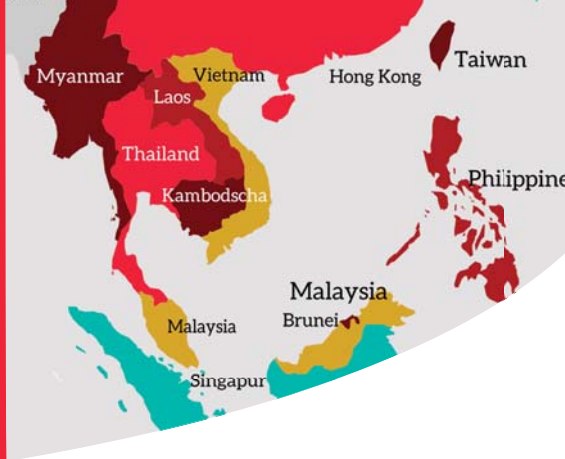 Taiwan
Myanmar
Vietnam
Hong Kong
Laos
Thailand
Philippine
Kambodscha
Malaysia
Brunei
Malaysia
Singapur